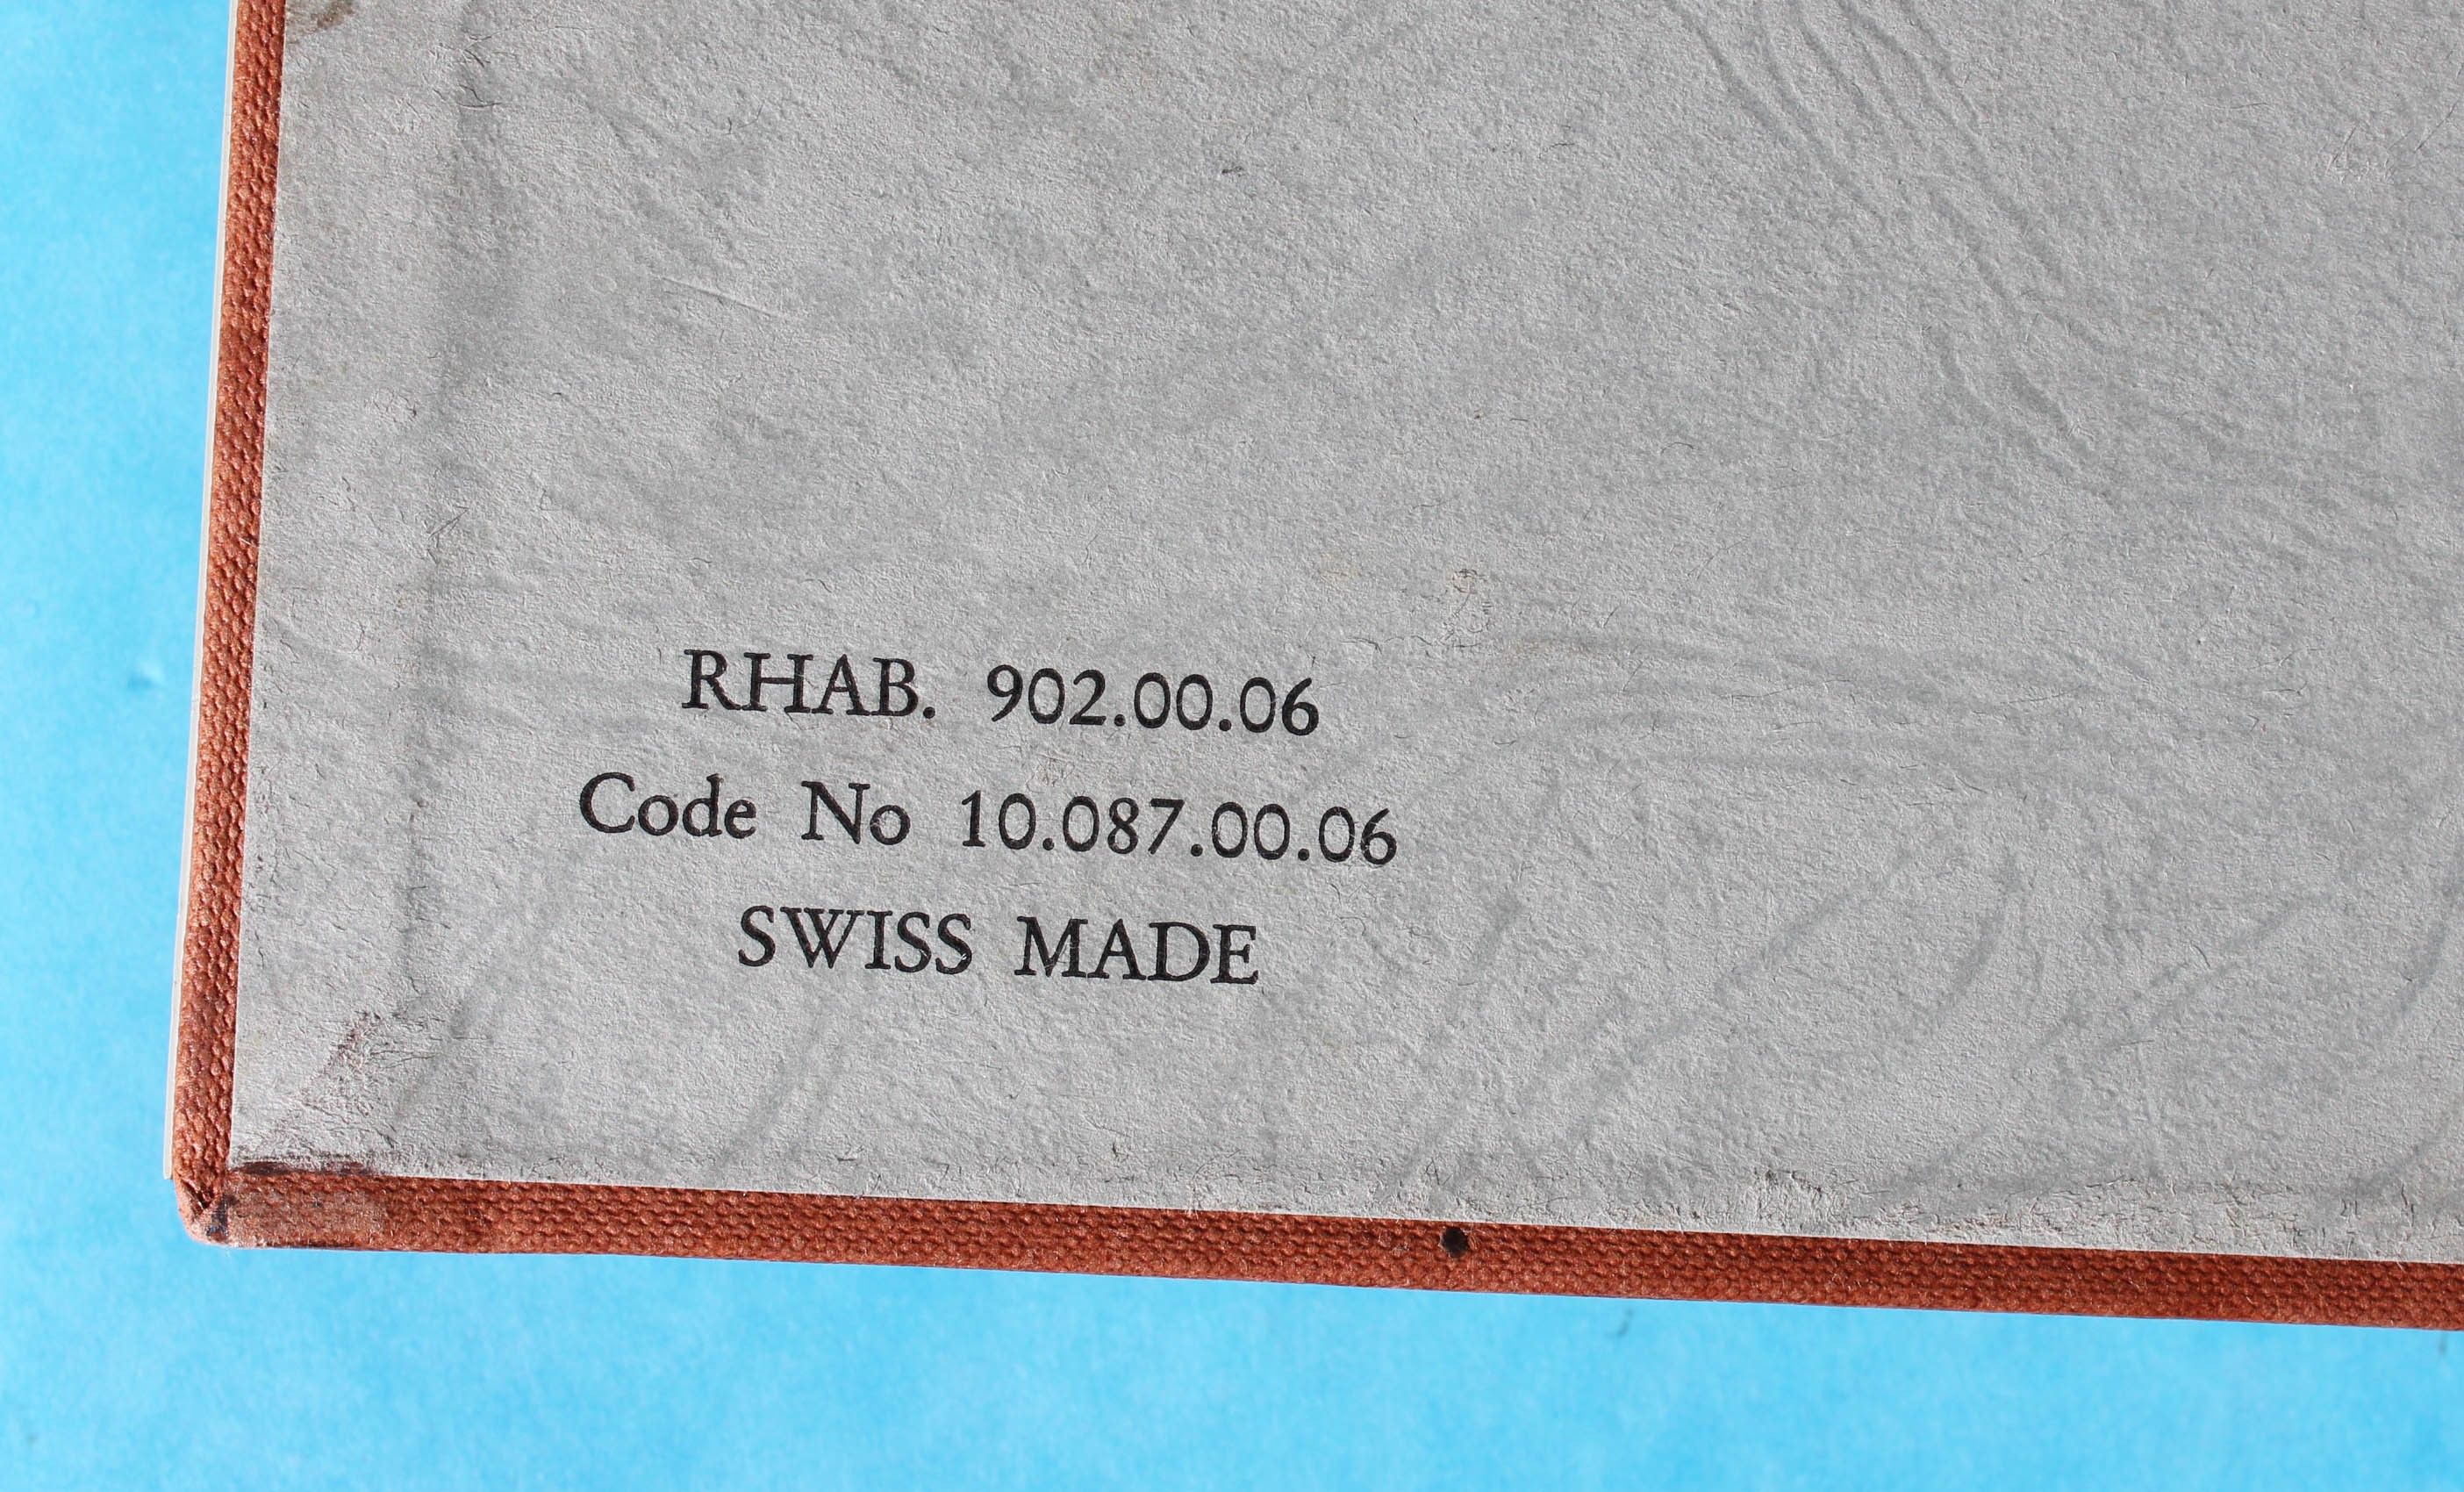 RHAB. 902.00.06
Code No 10.087.00.06
SWISS MADE